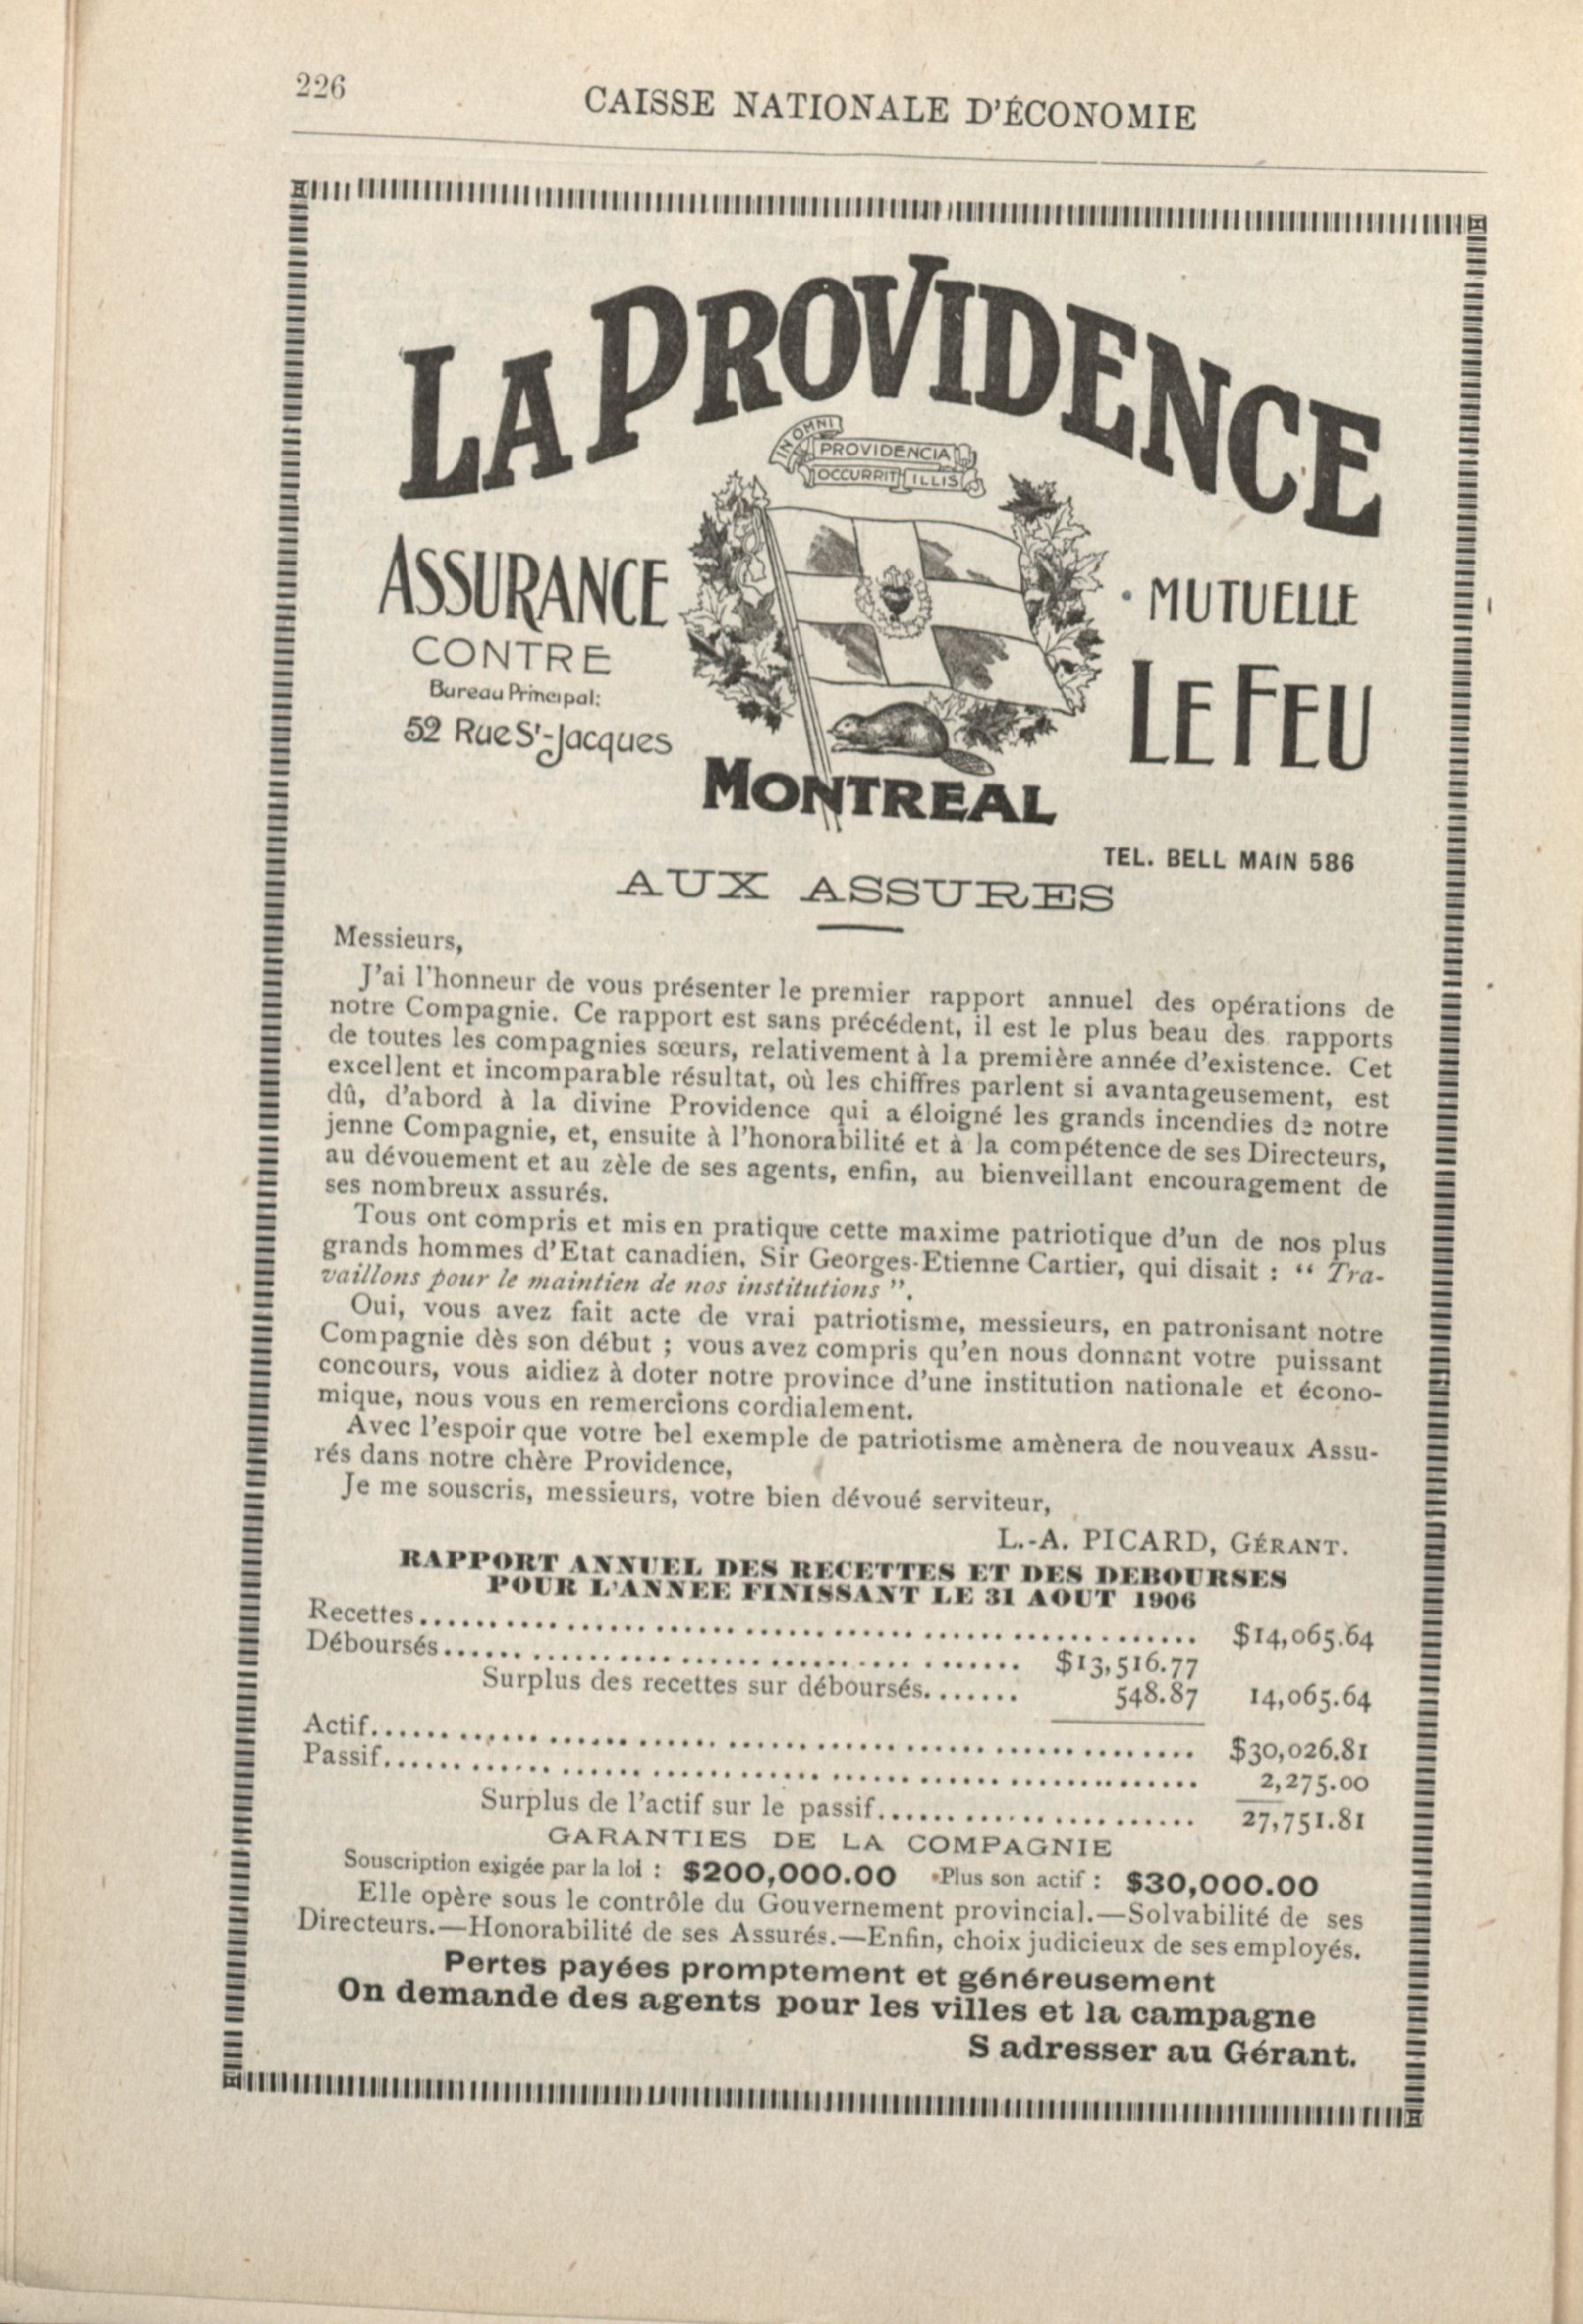 226
CAISSE NATIONALE D'ÉCONOMIE
LA PROVIDENCE
IN OMNI
PROVIDENCIA
OCCURRIT ILLIS
ASSURANCE MUTUELLE
CONTRE LE FEU
Bureau Principal:
52 Rue St-Jacques
MONTREAL
TEL. BELL MAIN 586
AUX ASSURES
Messieurs,
J'ai l'honneur de vous présenter le premier rapport annuel des opérations de
notre Compagnie. Ce rapport est sans précédent, il est le plus beau des rapports
de toutes les compagnies sœurs, relativement à la première année d'existence. Cet
excellent et incomparable résultat, où les chiffres parlent si avantageusement, est
dû, d'abord à la divine Providence qui a éloigné les grands incendies de notre
jenne Compagnie, et, ensuite à l'honorabilité et à la compétence de ses Directeurs,
au dévouement et au zèle de ses agents, enfin, au bienveillant encouragement de
ses nombreux assurés.
Tous ont compris et mis en pratique cette maxime patriotique d'un de nos plus
grands hommes d'Etat canadien, Sir Georges-Etienne Cartier, qui disait : " Tra-
vaillons pour le maintien de nos institutions ".
Oui, vous avez fait acte de vrai patriotisme, messieurs, en patronisant notre
Compagnie dès son début ; vous avez compris qu'en nous donnant votre puissant
concours, vous aidiez à doter notre province d'une institution nationale et écono-
mique, nous vous en remercions cordialement.
Avec l'espoir que votre bel exemple de patriotisme amènera de nouveaux Assu-
rés dans notre chère Providence,
Je me souscris, messieurs, votre bien dévoué serviteur,
L.-A. PICARD, GÉRANT.
RAPPORT ANNUEL DES RECETTES ET DES DEBOURSES
POUR L'ANNEE FINISSANT LE 31 AOUT 1906
Recettes........ $14,065.64
Déboursés........ $13,516.77
Surplus des recettes sur déboursés....... 548.87 14,065.64
Actif........ $30,026.81
Passif........ 2,275.00
Surplus de l'actif sur le passif........ 27,751.81
GARANTIES DE LA COMPAGNIE
Souscription exigée par la loi : $200,000.00 Plus son actif : $30,000.00
Elle opère sous le contrôle du Gouvernement provincial.—Solvabilité de ses
Directeurs.—Honorabilité de ses Assurés.—Enfin, choix judicieux de ses employés.
Pertes payées promptement et généreusement
On demande des agents pour les villes et la campagne
S adresser au Gérant.